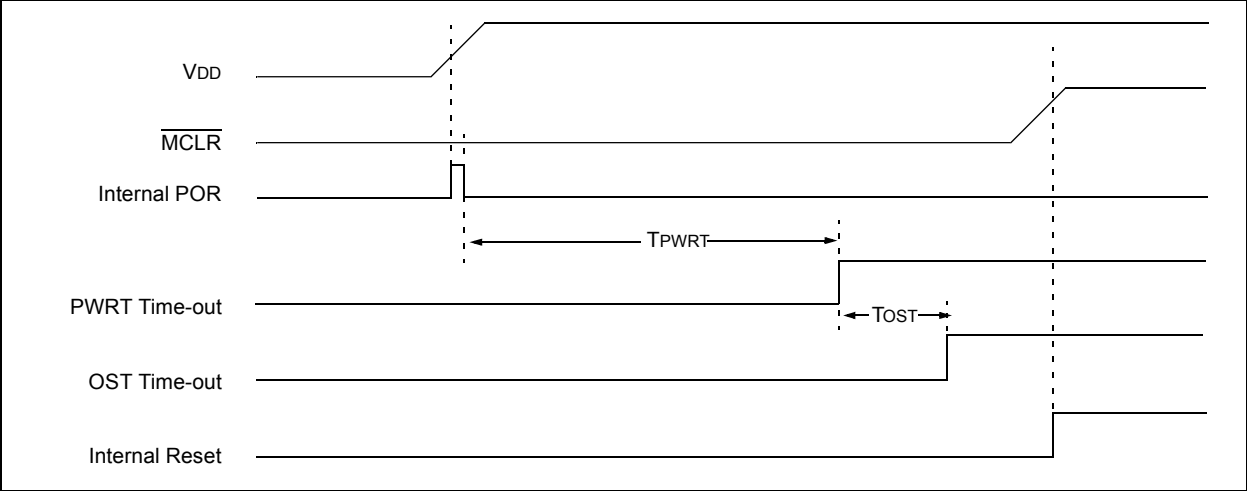 VDD
MCLR
Internal POR
TPWRT
PWRT Time-out
TOST
OST Time-out
Internal Reset